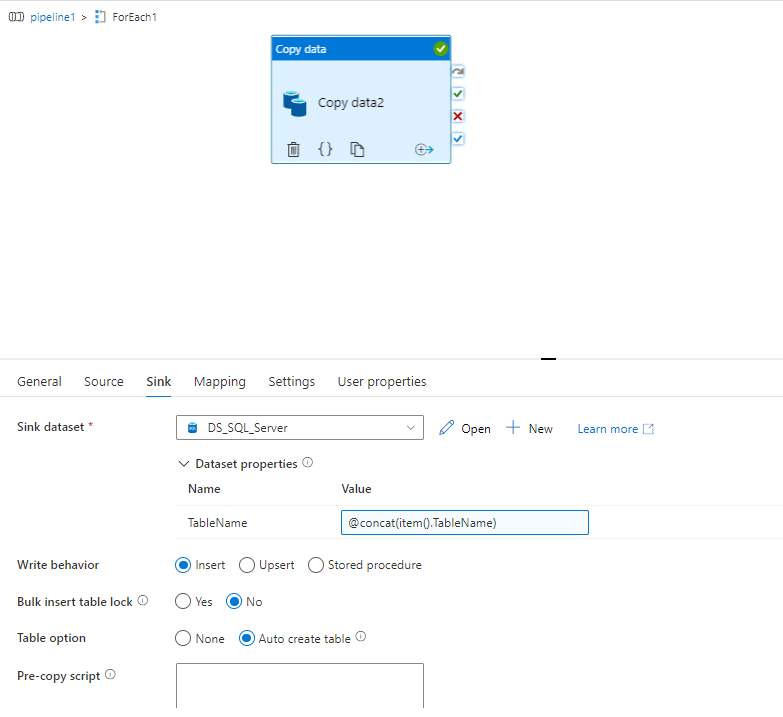 pipeline1 > ForEach1
Copy data
Copy data2
General Source Sink Mapping Settings User properties
Sink dataset * DS_SQL_Server Open New Learn more
Dataset properties
Name Value
TableName @concat(item().TableName)
Write behavior Insert Upsert Stored procedure
Bulk insert table lock Yes No
Table option None Auto create table
Pre-copy script